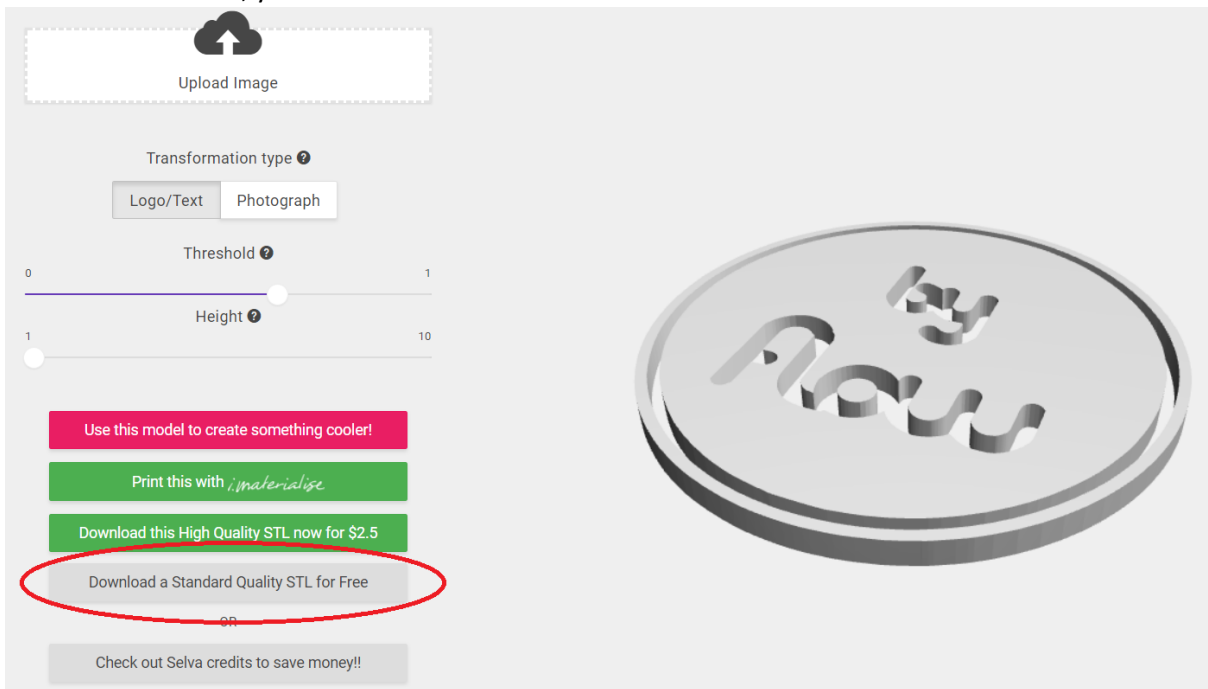 Upload Image
Transformation type
Logo/Text Photograph
Threshold
0 1
Height
1 10
Use this model to create something cooler!
Print this with i.materialise
Download this High Quality STL now for $2.5
Download a Standard Quality STL for Free
OR
Check out Selva credits to save money!!
by